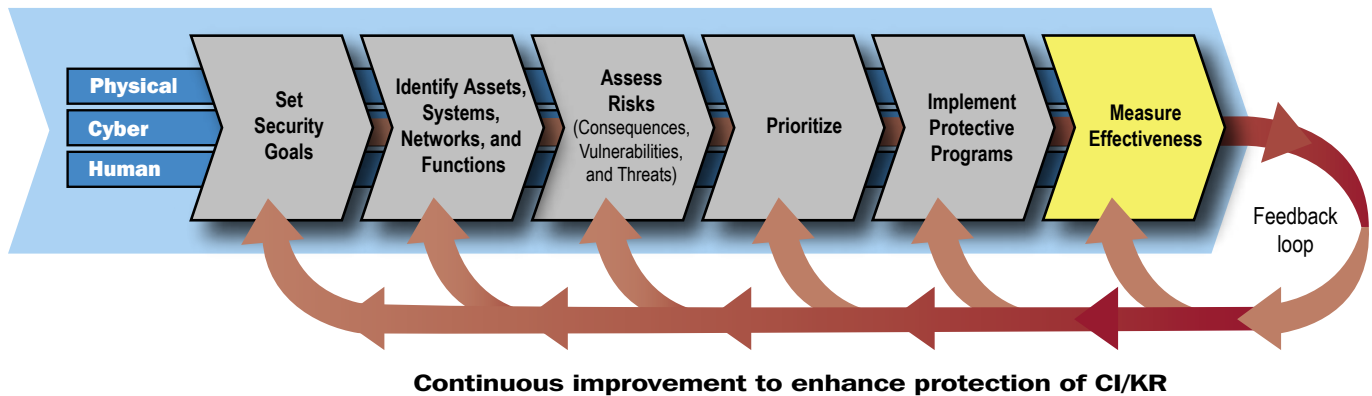 Physical
Cyber
Human
Set
Security
Goals
Identify Assets,
Systems,
Networks, and
Functions
Assess
Risks
(Consequences,
Vulnerabilities,
and Threats)
Prioritize
Implement
Protective
Programs
Measure
Effectiveness
Feedback
loop
Continuous improvement to enhance protection of CI/KR